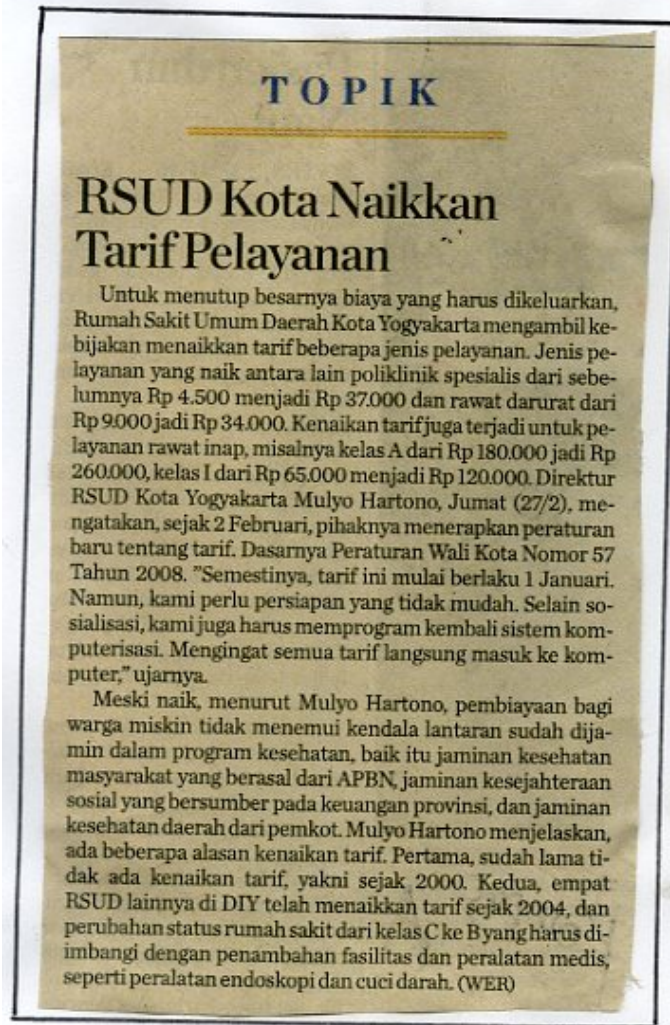 TOPIK
RSUD Kota Naikkan
Tarif Pelayanan
Untuk menutup besarnya biaya yang harus dikeluarkan,
Rumah Sakit Umum Daerah Kota Yogyakarta mengambil ke-
bijakan menaikkan tarif beberapa jenis pelayanan. Jenis pe-
layanan yang naik antara lain poliklinik spesialis dari sebe-
lumnya Rp 4.500 menjadi Rp 37.000 dan rawat darurat dari
Rp 9.000 jadi Rp 34.000. Kenaikan tarif juga terjadi untuk pe-
layanan rawat inap, misalnya kelas A dari Rp 180.000 jadi Rp
260.000, kelas I dari Rp 65.000 menjadi Rp 120.000. Direktur
RSUD Kota Yogyakarta Mulyo Hartono, Jumat (27/2), me-
ngatakan, sejak 2 Februari, pihaknya menerapkan peraturan
baru tentang tarif. Dasarnya Peraturan Wali Kota Nomor 57
Tahun 2008. "Semestinya, tarif ini mulai berlaku 1 Januari.
Namun, kami perlu persiapan yang tidak mudah. Selain so-
sialisasi, kami juga harus memprogram kembali sistem kom-
puterisasi. Mengingat semua tarif langsung masuk ke kom-
puter," ujarnya.
Meski naik, menurut Mulyo Hartono, pembiayaan bagi
warga miskin tidak menemui kendala lantaran sudah dija-
min dalam program kesehatan, baik itu jaminan kesehatan
masyarakat yang berasal dari APBN, jaminan kesejahteraan
sosial yang bersumber pada keuangan provinsi, dan jaminan
kesehatan daerah dari pemkot. Mulyo Hartono menjelaskan,
ada beberapa alasan kenaikan tarif. Pertama, sudah lama ti-
dak ada kenaikan tarif, yakni sejak 2000. Kedua, empat
RSUD lainnya di DIY telah menaikkan tarif sejak 2004, dan
perubahan status rumah sakit dari kelas C ke B yang harus di-
imbangi dengan penambahan fasilitas dan peralatan medis,
seperti peralatan endoskopi dan cuci darah. (WER)